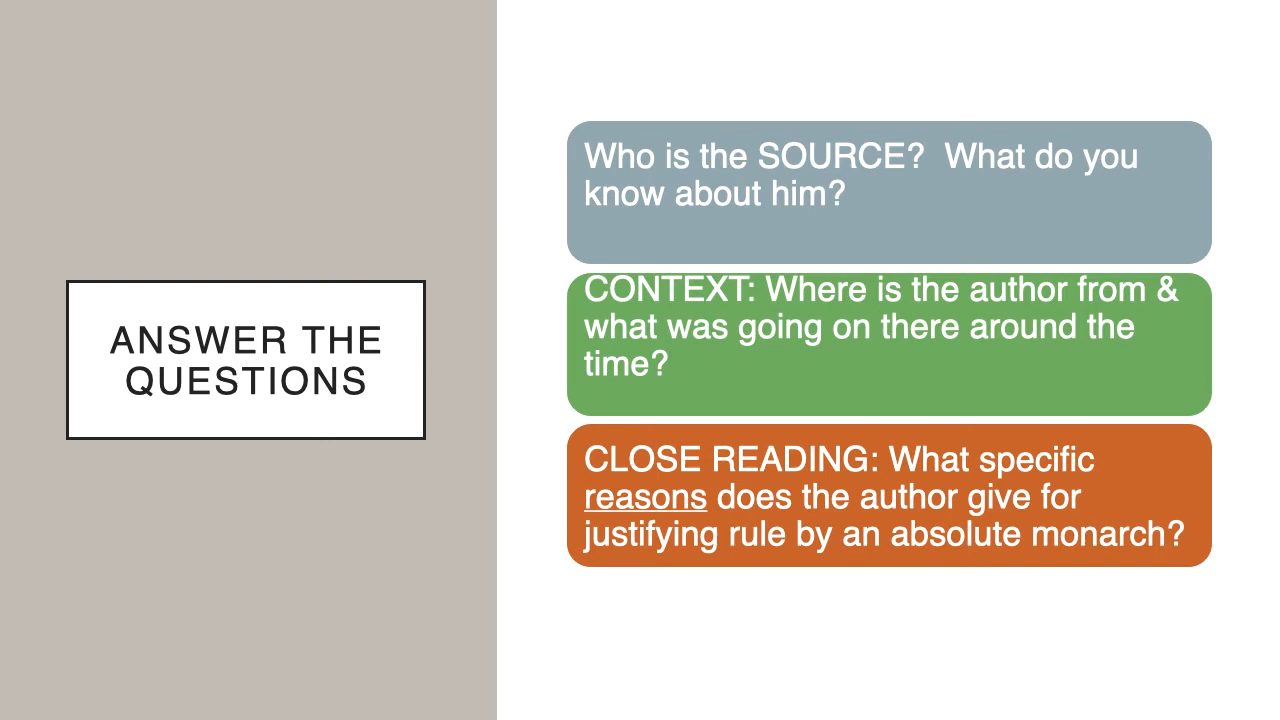 ANSWER THE
QUESTIONS
Who is the SOURCE?  What do you
know about him?
CONTEXT: Where is the author from &
what was going on there around the
time?
CLOSE READING: What specific
reasons does the author give for
justifying rule by an absolute monarch?